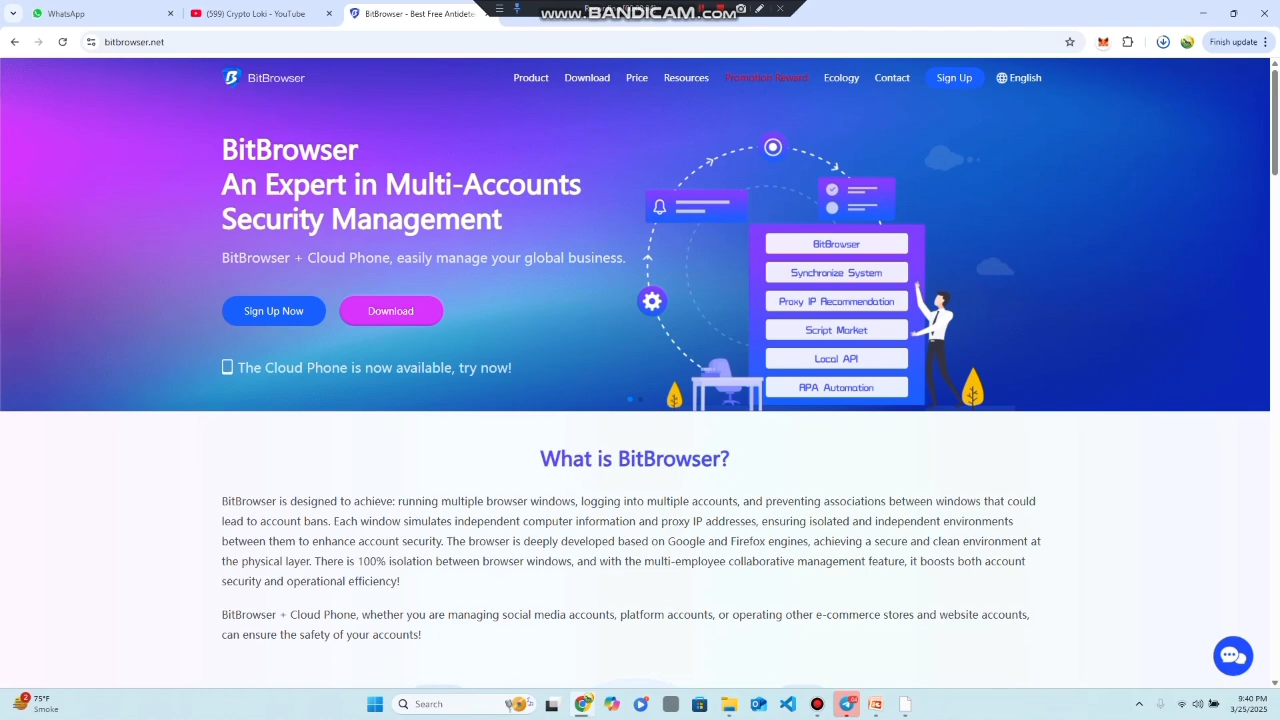 WhatsApp
(599) Crypto Loki - YouTube
BitBrowser - Best Free Antidete
www.BANDICAM.com
bitbrowser.net
Finish update
BitBrowser
Product
Download
Price
Resources
Promotion Reward
Ecology
Contact
Sign Up
English
BitBrowser
An Expert in Multi-Accounts
Security Management
BitBrowser + Cloud Phone, easily manage your global business.
Sign Up Now
Download
The Cloud Phone is now available, try now!
BitBrowser
Synchronize System
Proxy IP Recommendation
Script Market
Local API
RPA Automation
What is BitBrowser?
BitBrowser is designed to achieve: running multiple browser windows, logging into multiple accounts, and preventing associations between windows that could
lead to account bans. Each window simulates independent computer information and proxy IP addresses, ensuring isolated and independent environments
between them to enhance account security. The browser is deeply developed based on Google and Firefox engines, achieving a secure and clean environment at
the physical layer. There is 100% isolation between browser windows, and with the multi-employee collaborative management feature, it boosts both account
security and operational efficiency!
BitBrowser + Cloud Phone, whether you are managing social media accounts, platform accounts, or operating other e-commerce stores and website accounts,
can ensure the safety of your accounts!
2
75°F
Smoke
Search
9:40 PM
3/25/2025